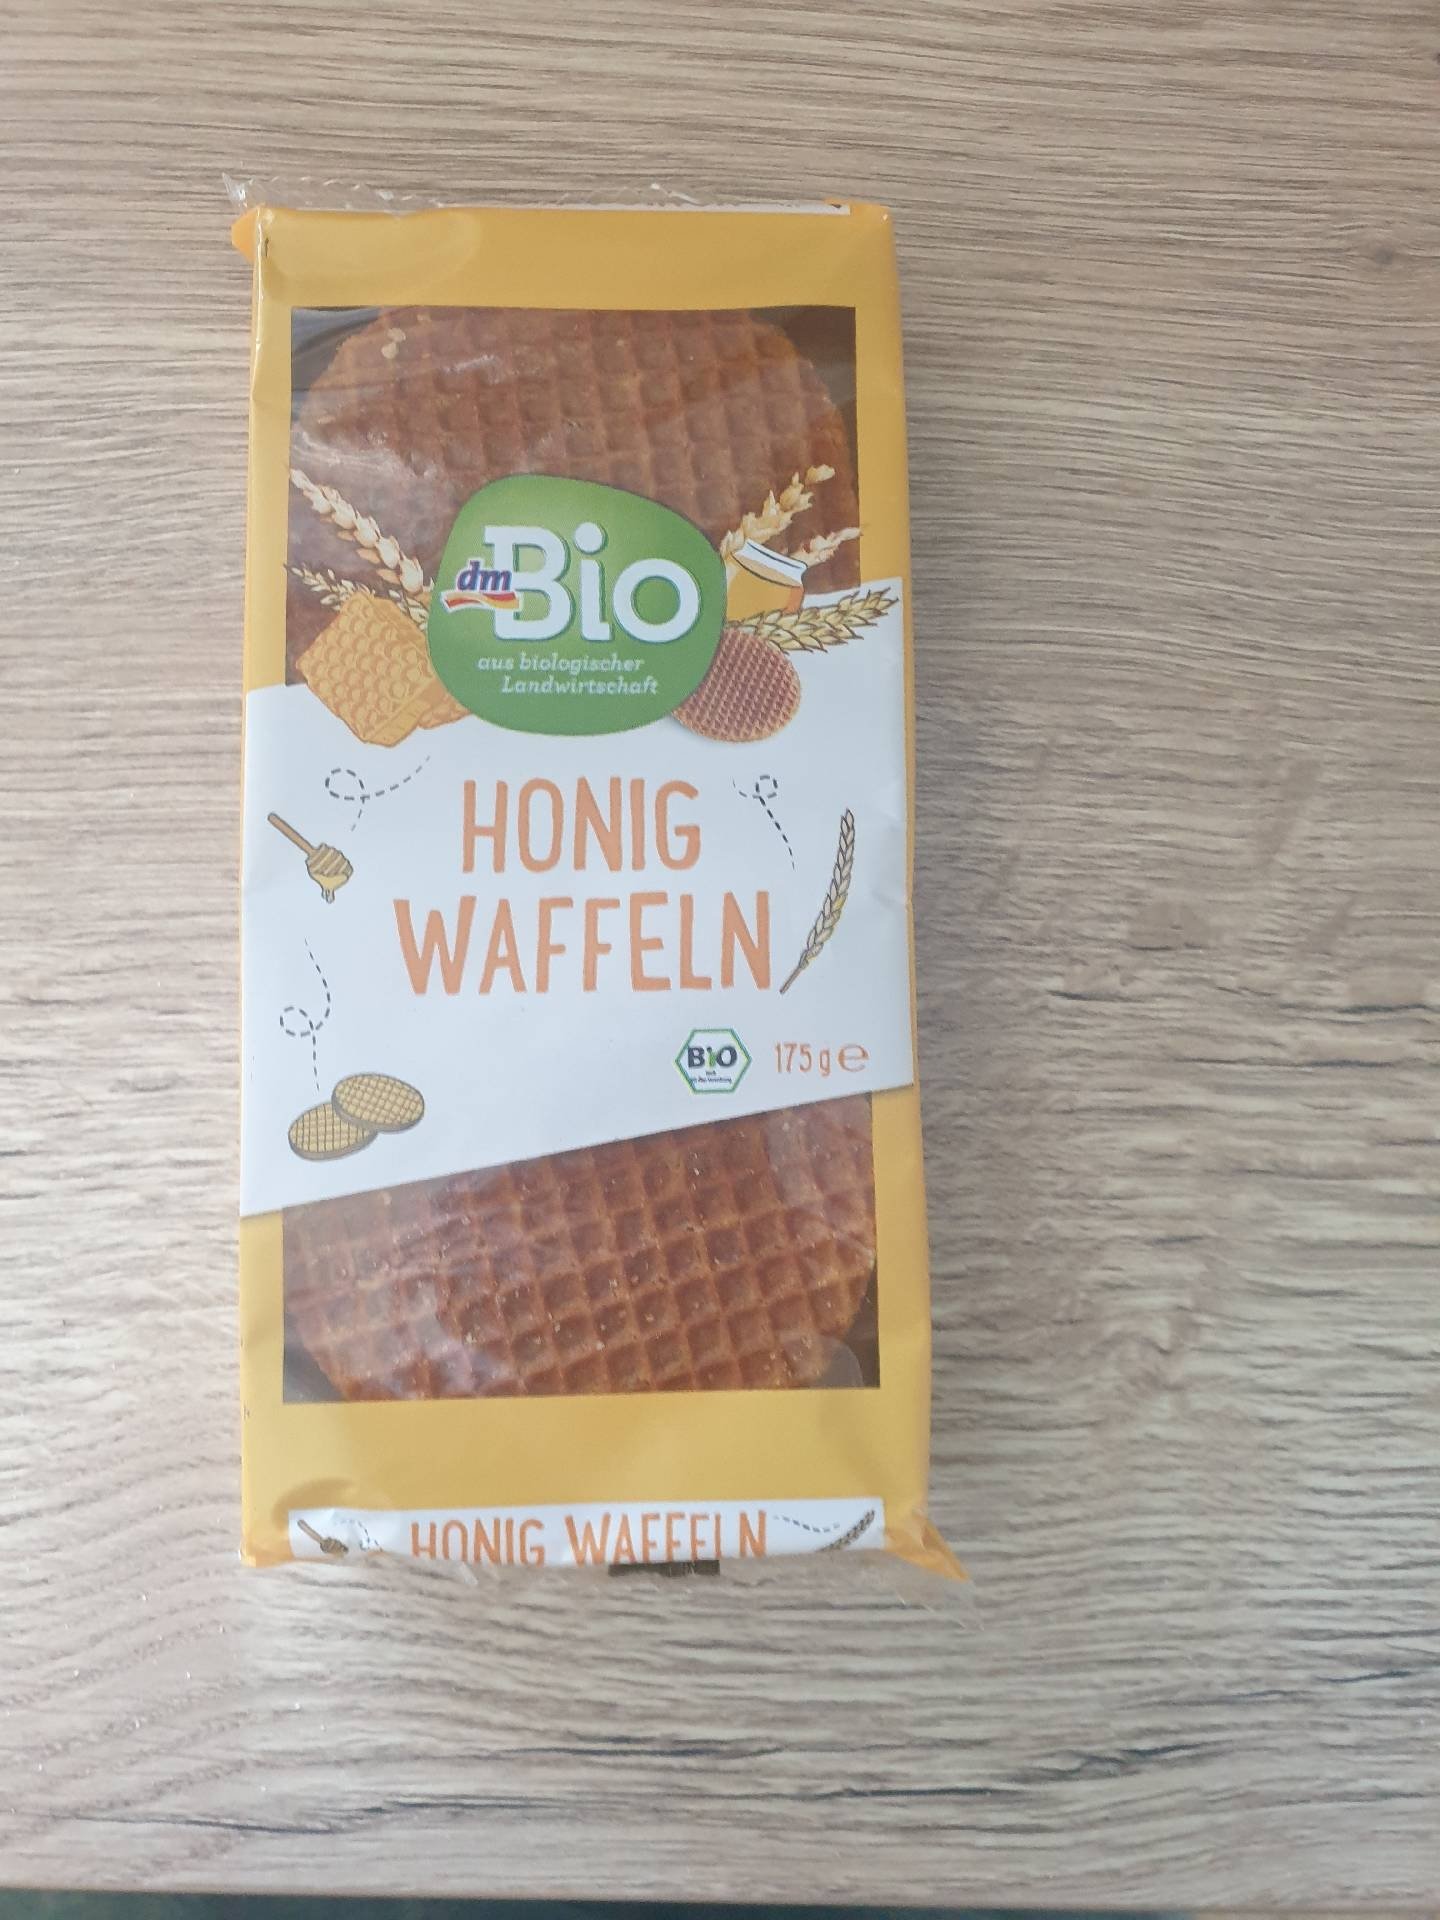 dm
Bio
aus biologischer
Landwirtschaft
HONIG
WAFFELN
BiO
175 g e
HONIG WAFFELN